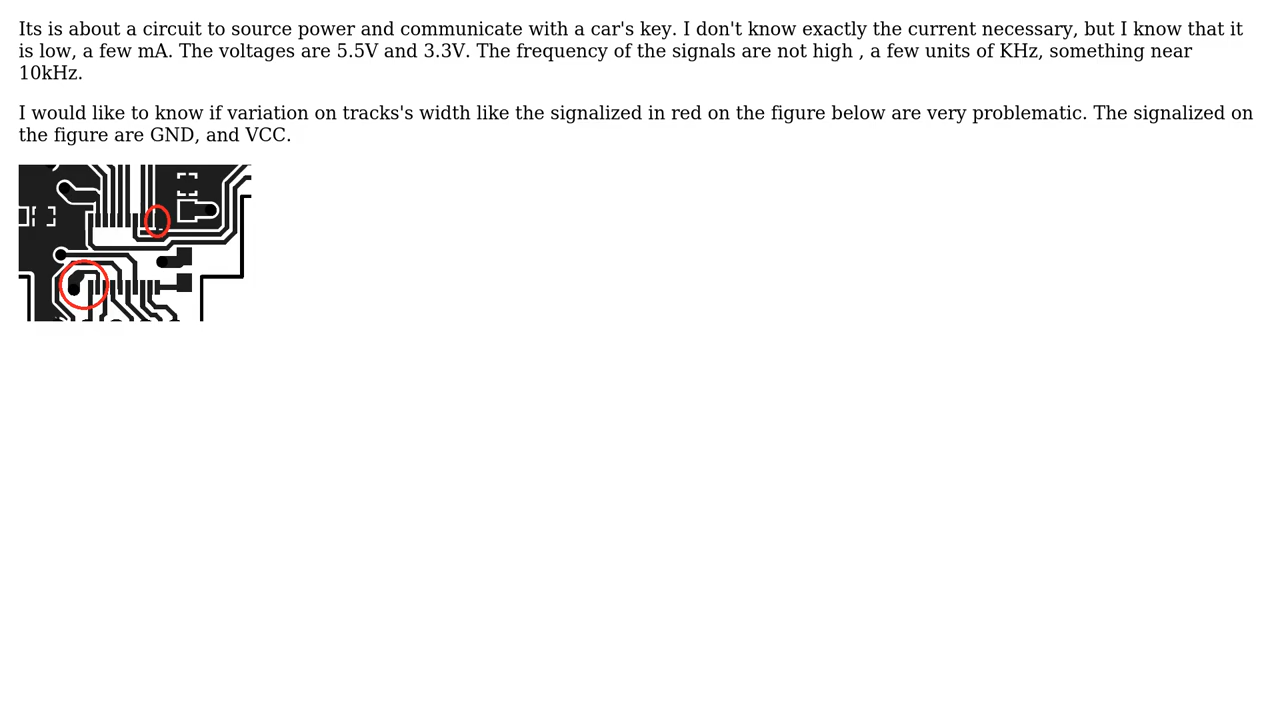 Its is about a circuit to source power and communicate with a car's key. I don't know exactly the current necessary, but I know that it
is low, a few mA. The voltages are 5.5V and 3.3V. The frequency of the signals are not high , a few units of KHz, something near
10kHz.
I would like to know if variation on tracks's width like the signalized in red on the figure below are very problematic. The signalized on
the figure are GND, and VCC.